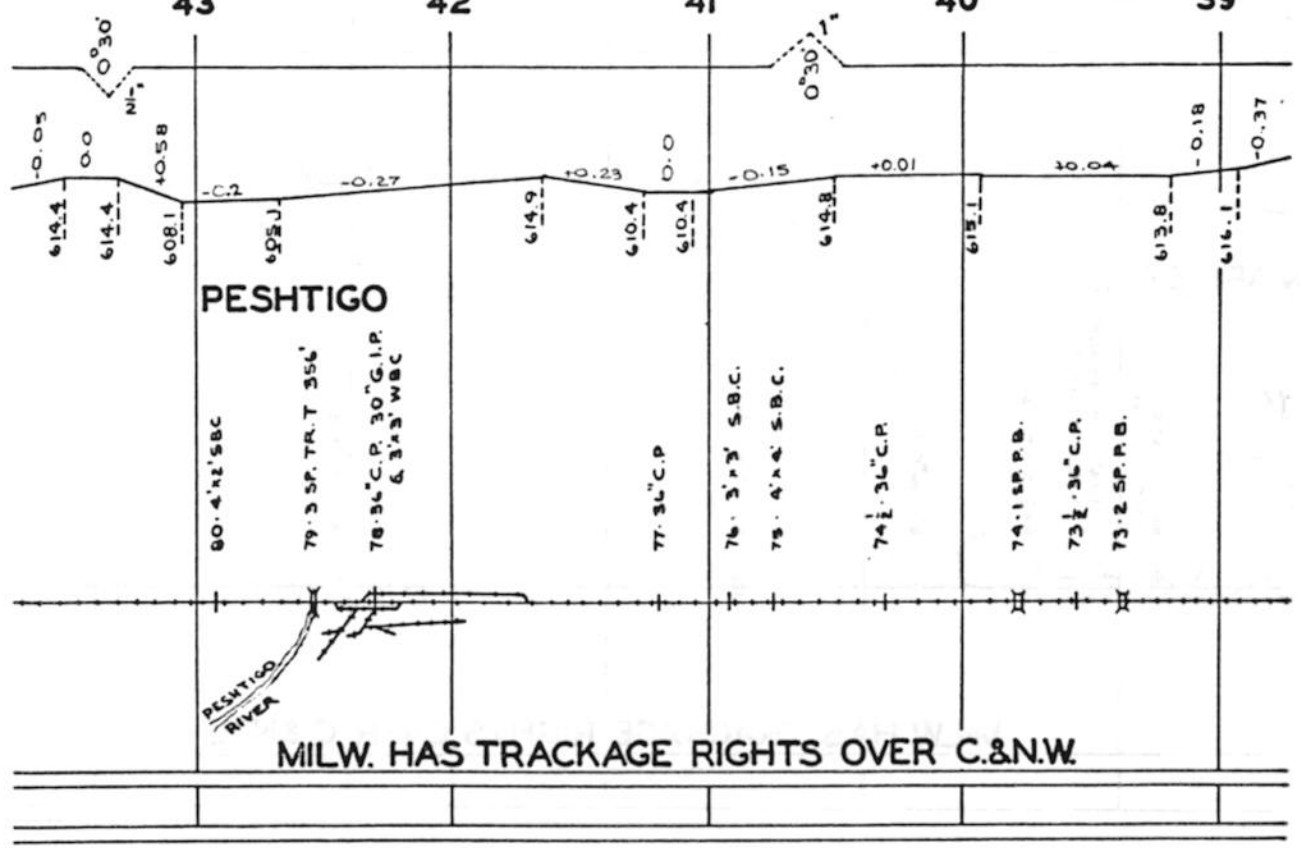 43 42 41 40 39
0°30'
0°30' 1"
-0.05
0.0
+0.58
-0.2
-0.27
+0.23
0.0
-0.15
+0.01
+0.04
-0.18
-0.37
614.4
614.4
608.1
605.1
614.9
610.4
610.4
614.8
615.1
613.8
616.1
PESHTIGO
80·4'x2'SBC
79·3 SP. TR. T 356'
78·36"C.P. 30"G.I.P.
& 3'x3' WBC
77·36"C.P
76·3'x3' S.B.C.
75·4'x4' S.B.C.
74½·36"C.P.
74·1 SP. P.B.
73½·36"C.P.
73·2 SP. P.B.
PESHTIGO
RIVER
MILW. HAS TRACKAGE RIGHTS OVER C.&N.W.